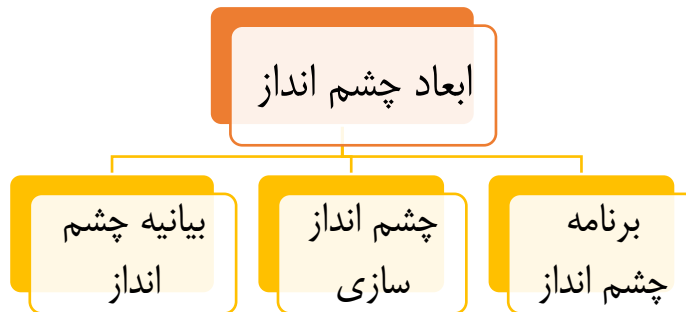 ابعاد چشم انداز
برنامه
چشم انداز
چشم انداز
سازی
بیانیه چشم
انداز